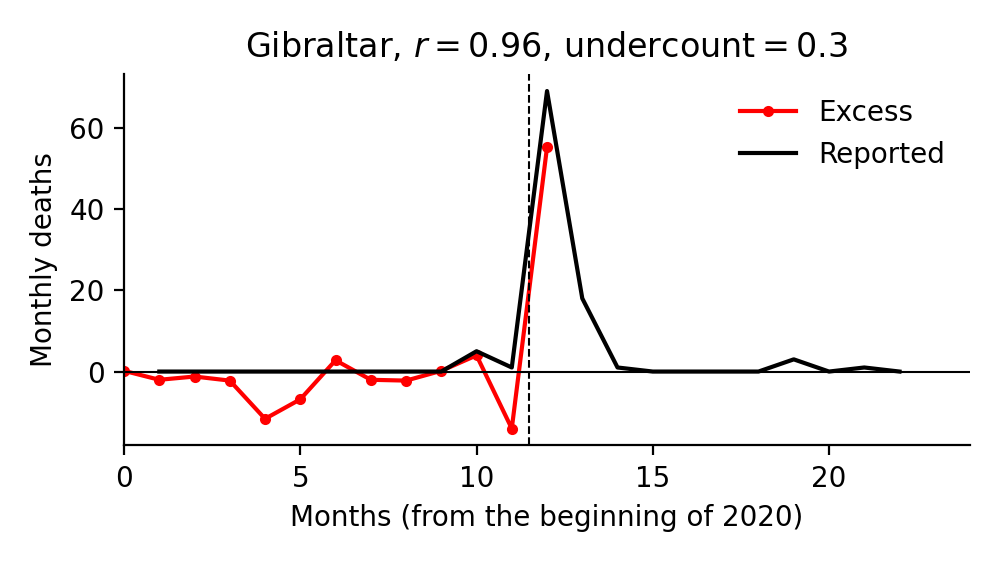 Gibraltar, r = 0.96, undercount = 0.3
Excess
Reported
Monthly deaths
60
40
20
0
0 5 10 15 20
Months (from the beginning of 2020)